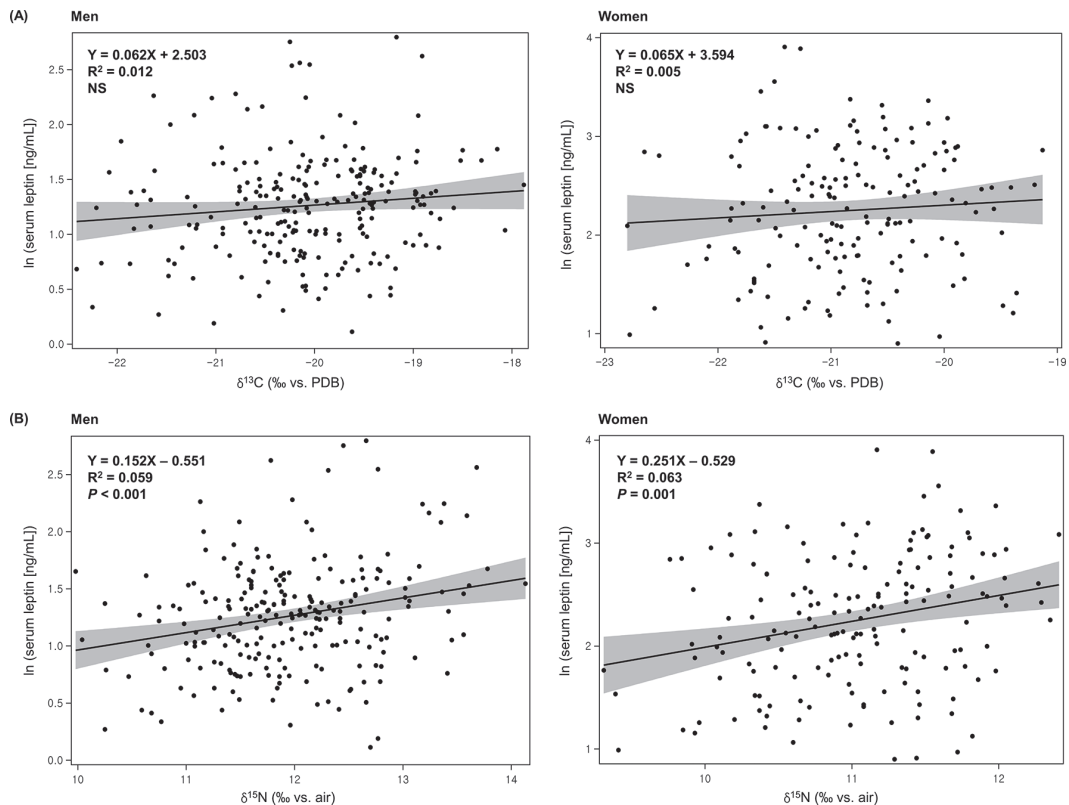 (A)
Men
Women
Y = 0.062X + 2.503
R² = 0.012
NS
ln (serum leptin [ng/mL])
2.5
2.0
1.5
1.0
0.5
0.0
−22
−21
−20
−19
−18
δ¹³C (‰ vs. PDB)
Y = 0.065X + 3.594
R² = 0.005
NS
ln (serum leptin [ng/mL])
4
3
2
1
−23
−22
−21
−20
−19
δ¹³C (‰ vs. PDB)
(B)
Men
Women
Y = 0.152X – 0.551
R² = 0.059
P < 0.001
ln (serum leptin [ng/mL])
2.5
2.0
1.5
1.0
0.5
0.0
10
11
12
13
14
δ¹⁵N (‰ vs. air)
Y = 0.251X – 0.529
R² = 0.063
P = 0.001
ln (serum leptin [ng/mL])
4
3
2
1
10
11
12
δ¹⁵N (‰ vs. air)